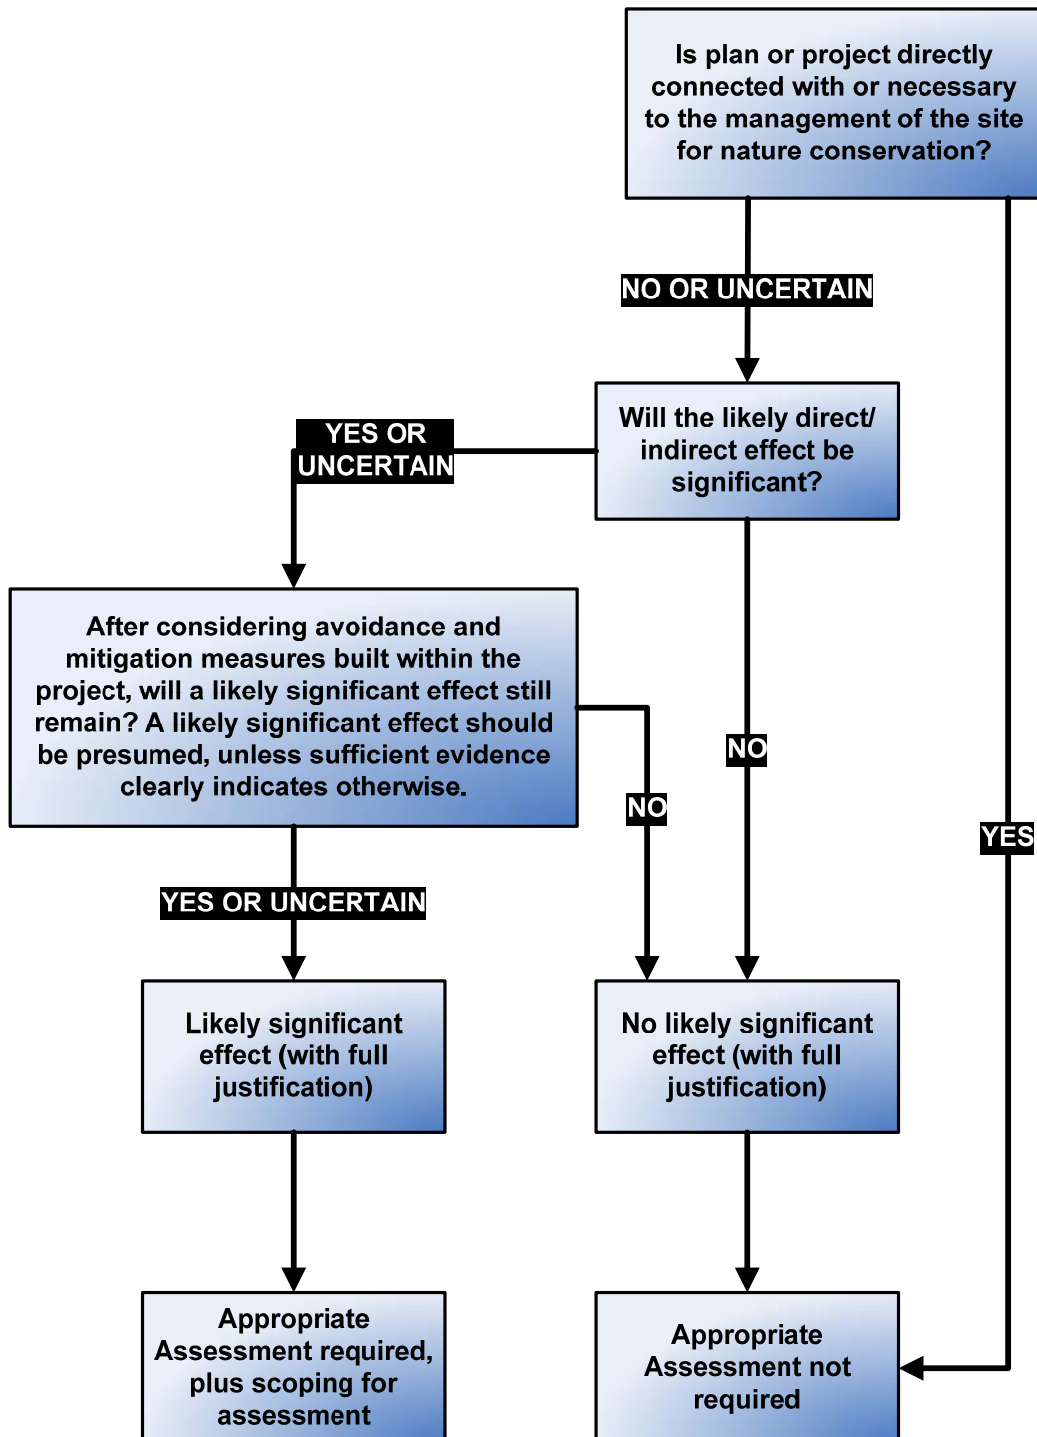 Is plan or project directly
connected with or necessary
to the management of the site
for nature conservation?
NO OR UNCERTAIN
Will the likely direct/
indirect effect be
significant?
YES OR
UNCERTAIN
After considering avoidance and
mitigation measures built within the
project, will a likely significant effect still
remain? A likely significant effect should
be presumed, unless sufficient evidence
clearly indicates otherwise.
NO
NO
YES
YES OR UNCERTAIN
Likely significant
effect (with full
justification)
No likely significant
effect (with full
justification)
Appropriate
Assessment required,
plus scoping for
assessment
Appropriate
Assessment not
required